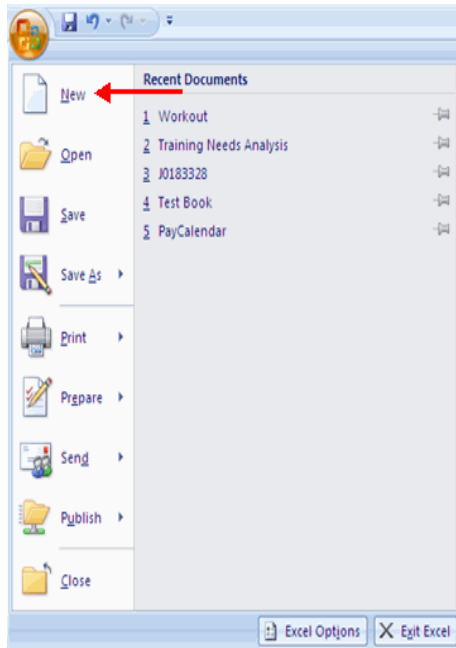 New
Open
Save
Save As
Print
Prepare
Send
Publish
Close
Recent Documents
1 Workout
2 Training Needs Analysis
3 J0183328
4 Test Book
5 PayCalendar
Excel Options
Exit Excel